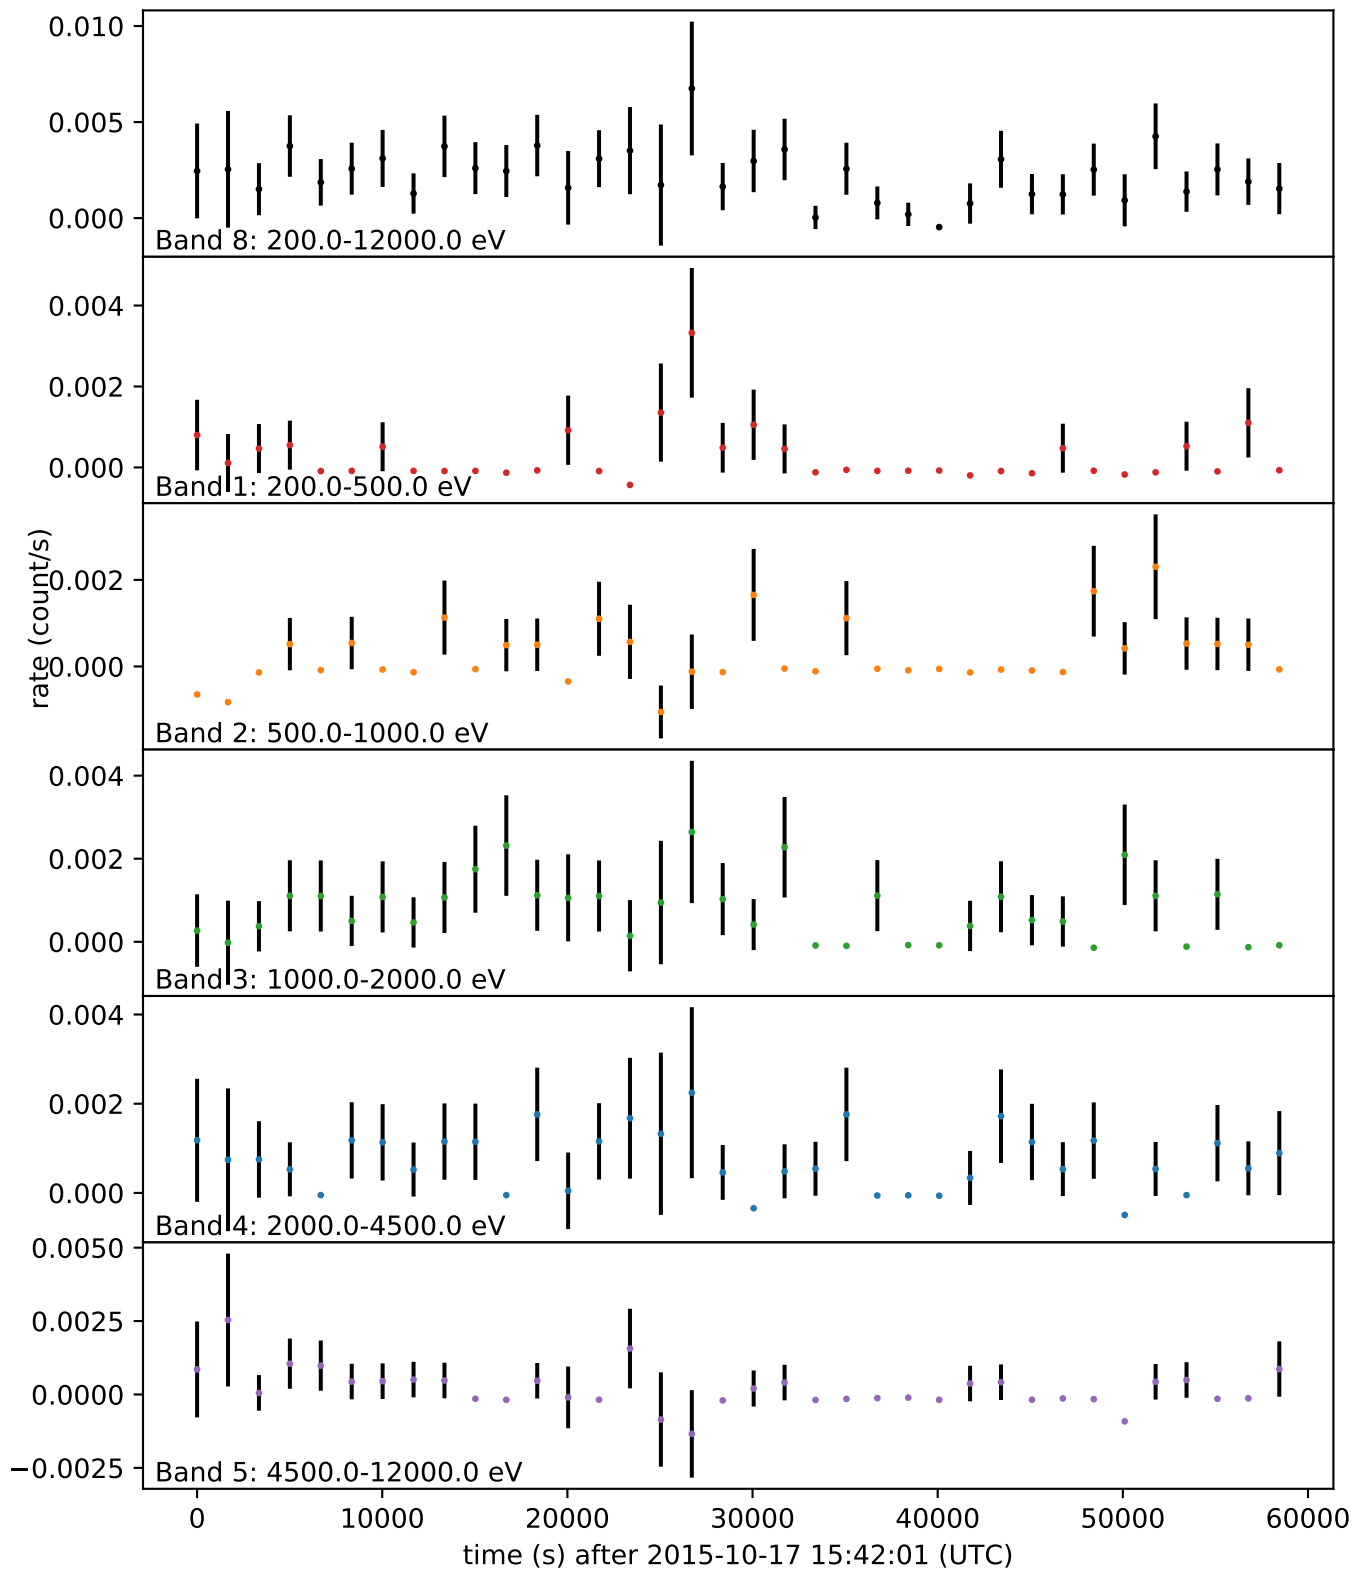 0.010
0.005
0.000
Band 8: 200.0-12000.0 eV
0.004
0.002
0.000
Band 1: 200.0-500.0 eV
rate (count/s)
0.002
0.000
Band 2: 500.0-1000.0 eV
0.004
0.002
0.000
Band 3: 1000.0-2000.0 eV
0.004
0.002
0.000
Band 4: 2000.0-4500.0 eV
0.0050
0.0025
0.0000
−0.0025
Band 5: 4500.0-12000.0 eV
0 10000 20000 30000 40000 50000 60000
time (s) after 2015-10-17 15:42:01 (UTC)